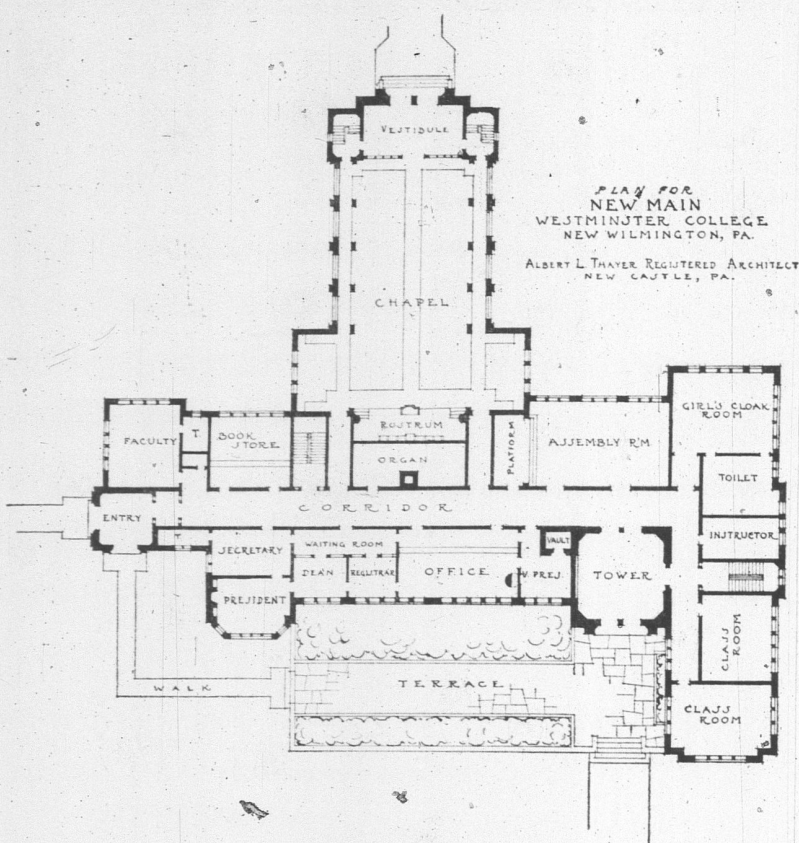 VESTIBULE
PLAN FOR
NEW MAIN
WESTMINSTER COLLEGE
NEW WILMINGTON, PA.
ALBERT L THAYER REGISTERED ARCHITECT
NEW CASTLE, PA.
CHAPEL
FACULTY
T.
BOOK
STORE
ROSTRUM
ORGAN
PLATFORM
ASSEMBLY R'M.
GIRL'S CLOAK
ROOM
TOILET
CORRIDOR
ENTRY
T
INSTRUCTOR
SECRETARY
WAITING ROOM
VAULT
DEAN
REGISTRAR
OFFICE
V. PRES.
TOWER
PRESIDENT
CLASS
ROOM
WALK
TERRACE
CLASS
ROOM